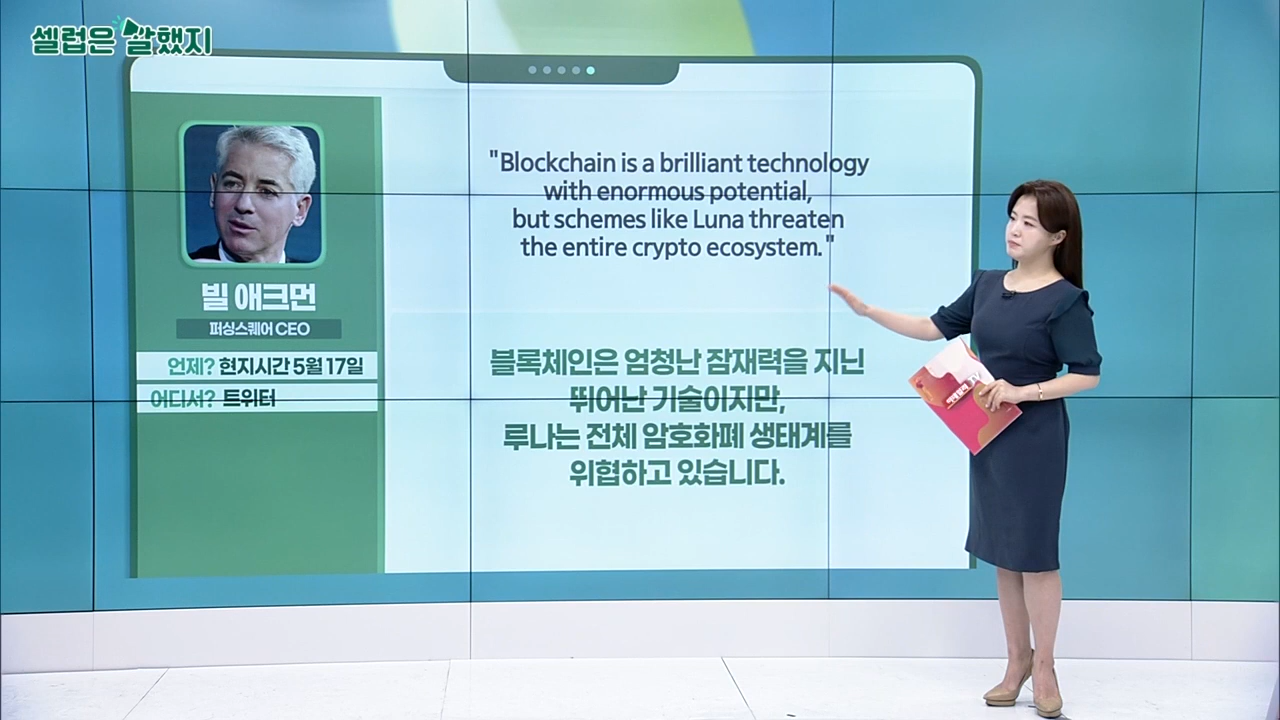 셀럽은 말했지
"Blockchain is a brilliant technology
with enormous potential,
but schemes like Luna threaten
the entire crypto ecosystem."
빌 애크먼
퍼싱스퀘어 CEO
언제? 현지시간 5월 17일
어디서? 트위터
블록체인은 엄청난 잠재력을 지닌
뛰어난 기술이지만,
루나는 전체 암호화폐 생태계를
위협하고 있습니다.